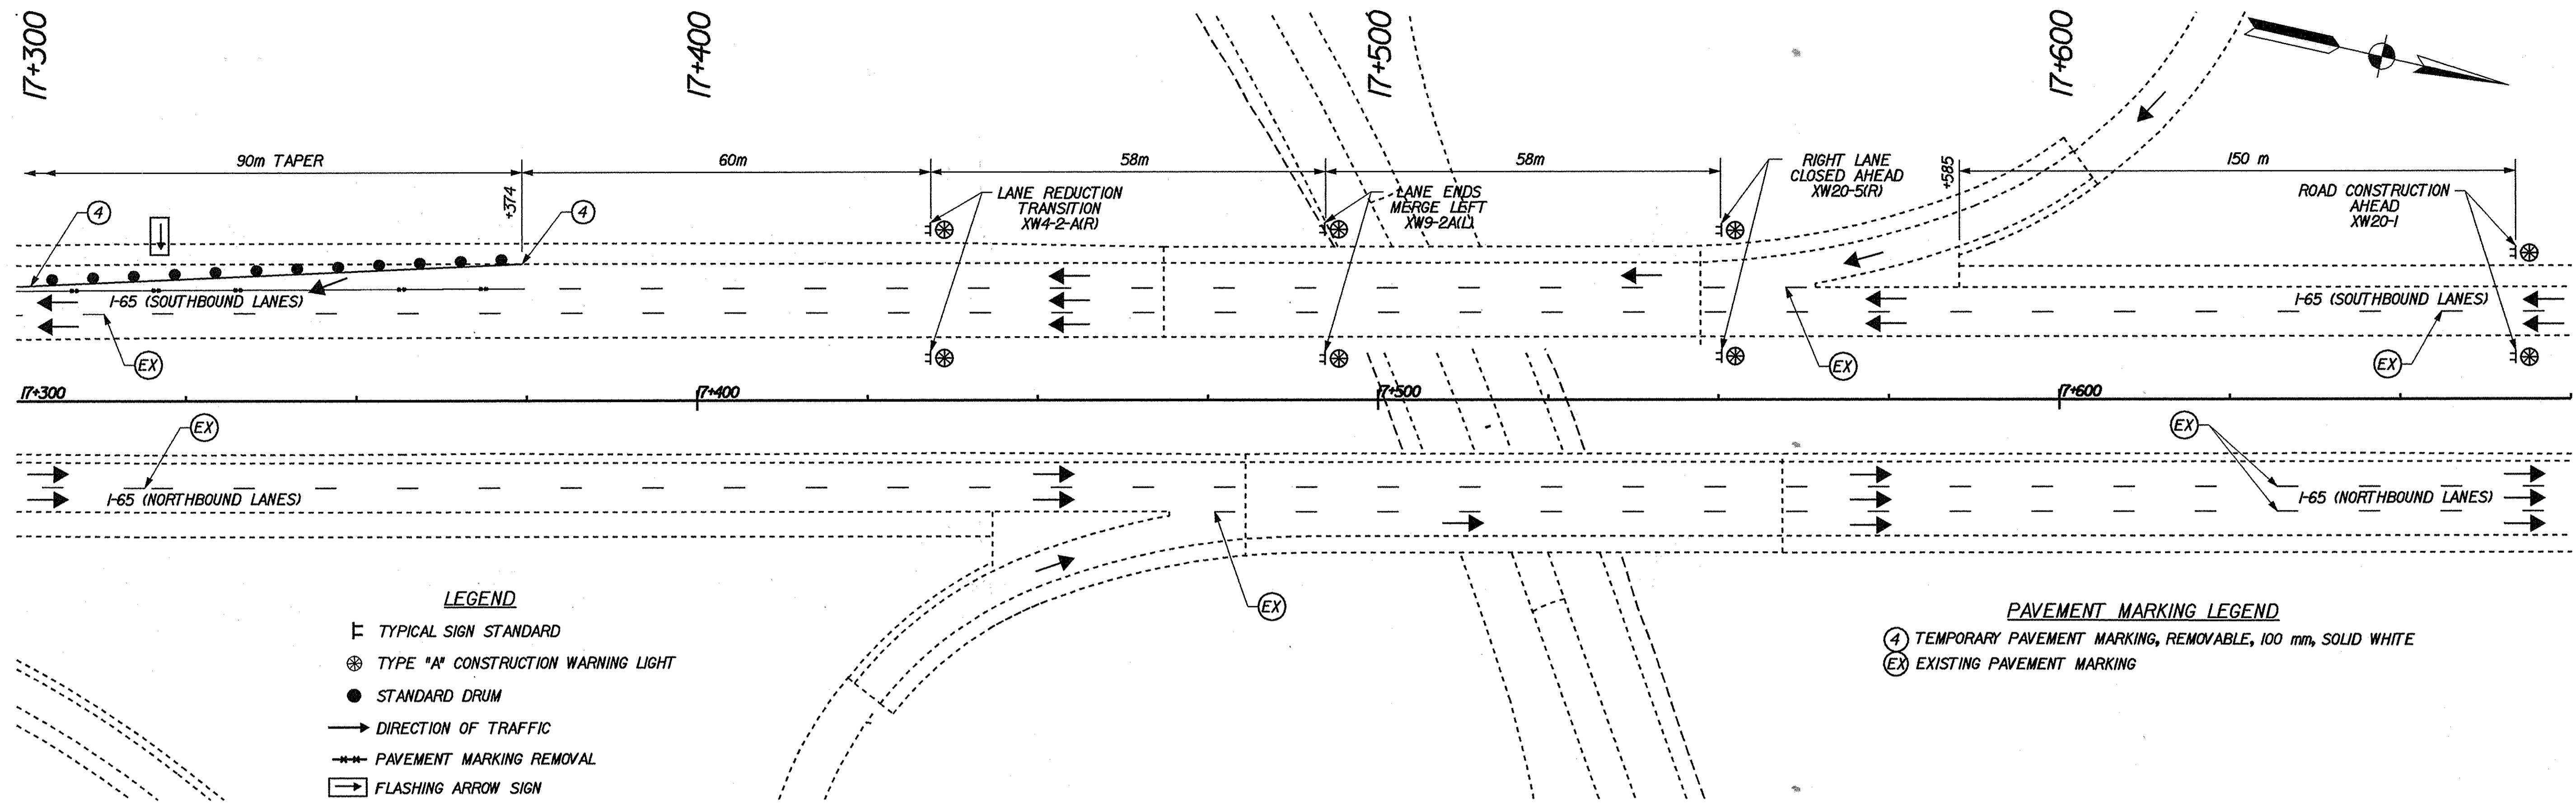 17+300
17+400
17+500
17+600
90m TAPER
60m
58m
58m
150 m
+374
+585
4
4
LANE REDUCTION
TRANSITION
XW4-2-A(R)
LANE ENDS
MERGE LEFT
XW9-2A(L)
RIGHT LANE
CLOSED AHEAD
XW20-5(R)
ROAD CONSTRUCTION
AHEAD
XW20-1
I-65 (SOUTHBOUND LANES)
I-65 (SOUTHBOUND LANES)
EX
EX
EX
17+300
17+400
17+500
17+600
EX
EX
I-65 (NORTHBOUND LANES)
I-65 (NORTHBOUND LANES)
EX
LEGEND
TYPICAL SIGN STANDARD
TYPE "A" CONSTRUCTION WARNING LIGHT
STANDARD DRUM
DIRECTION OF TRAFFIC
PAVEMENT MARKING REMOVAL
FLASHING ARROW SIGN
PAVEMENT MARKING LEGEND
4 TEMPORARY PAVEMENT MARKING, REMOVABLE, 100 mm, SOLID WHITE
EX EXISTING PAVEMENT MARKING